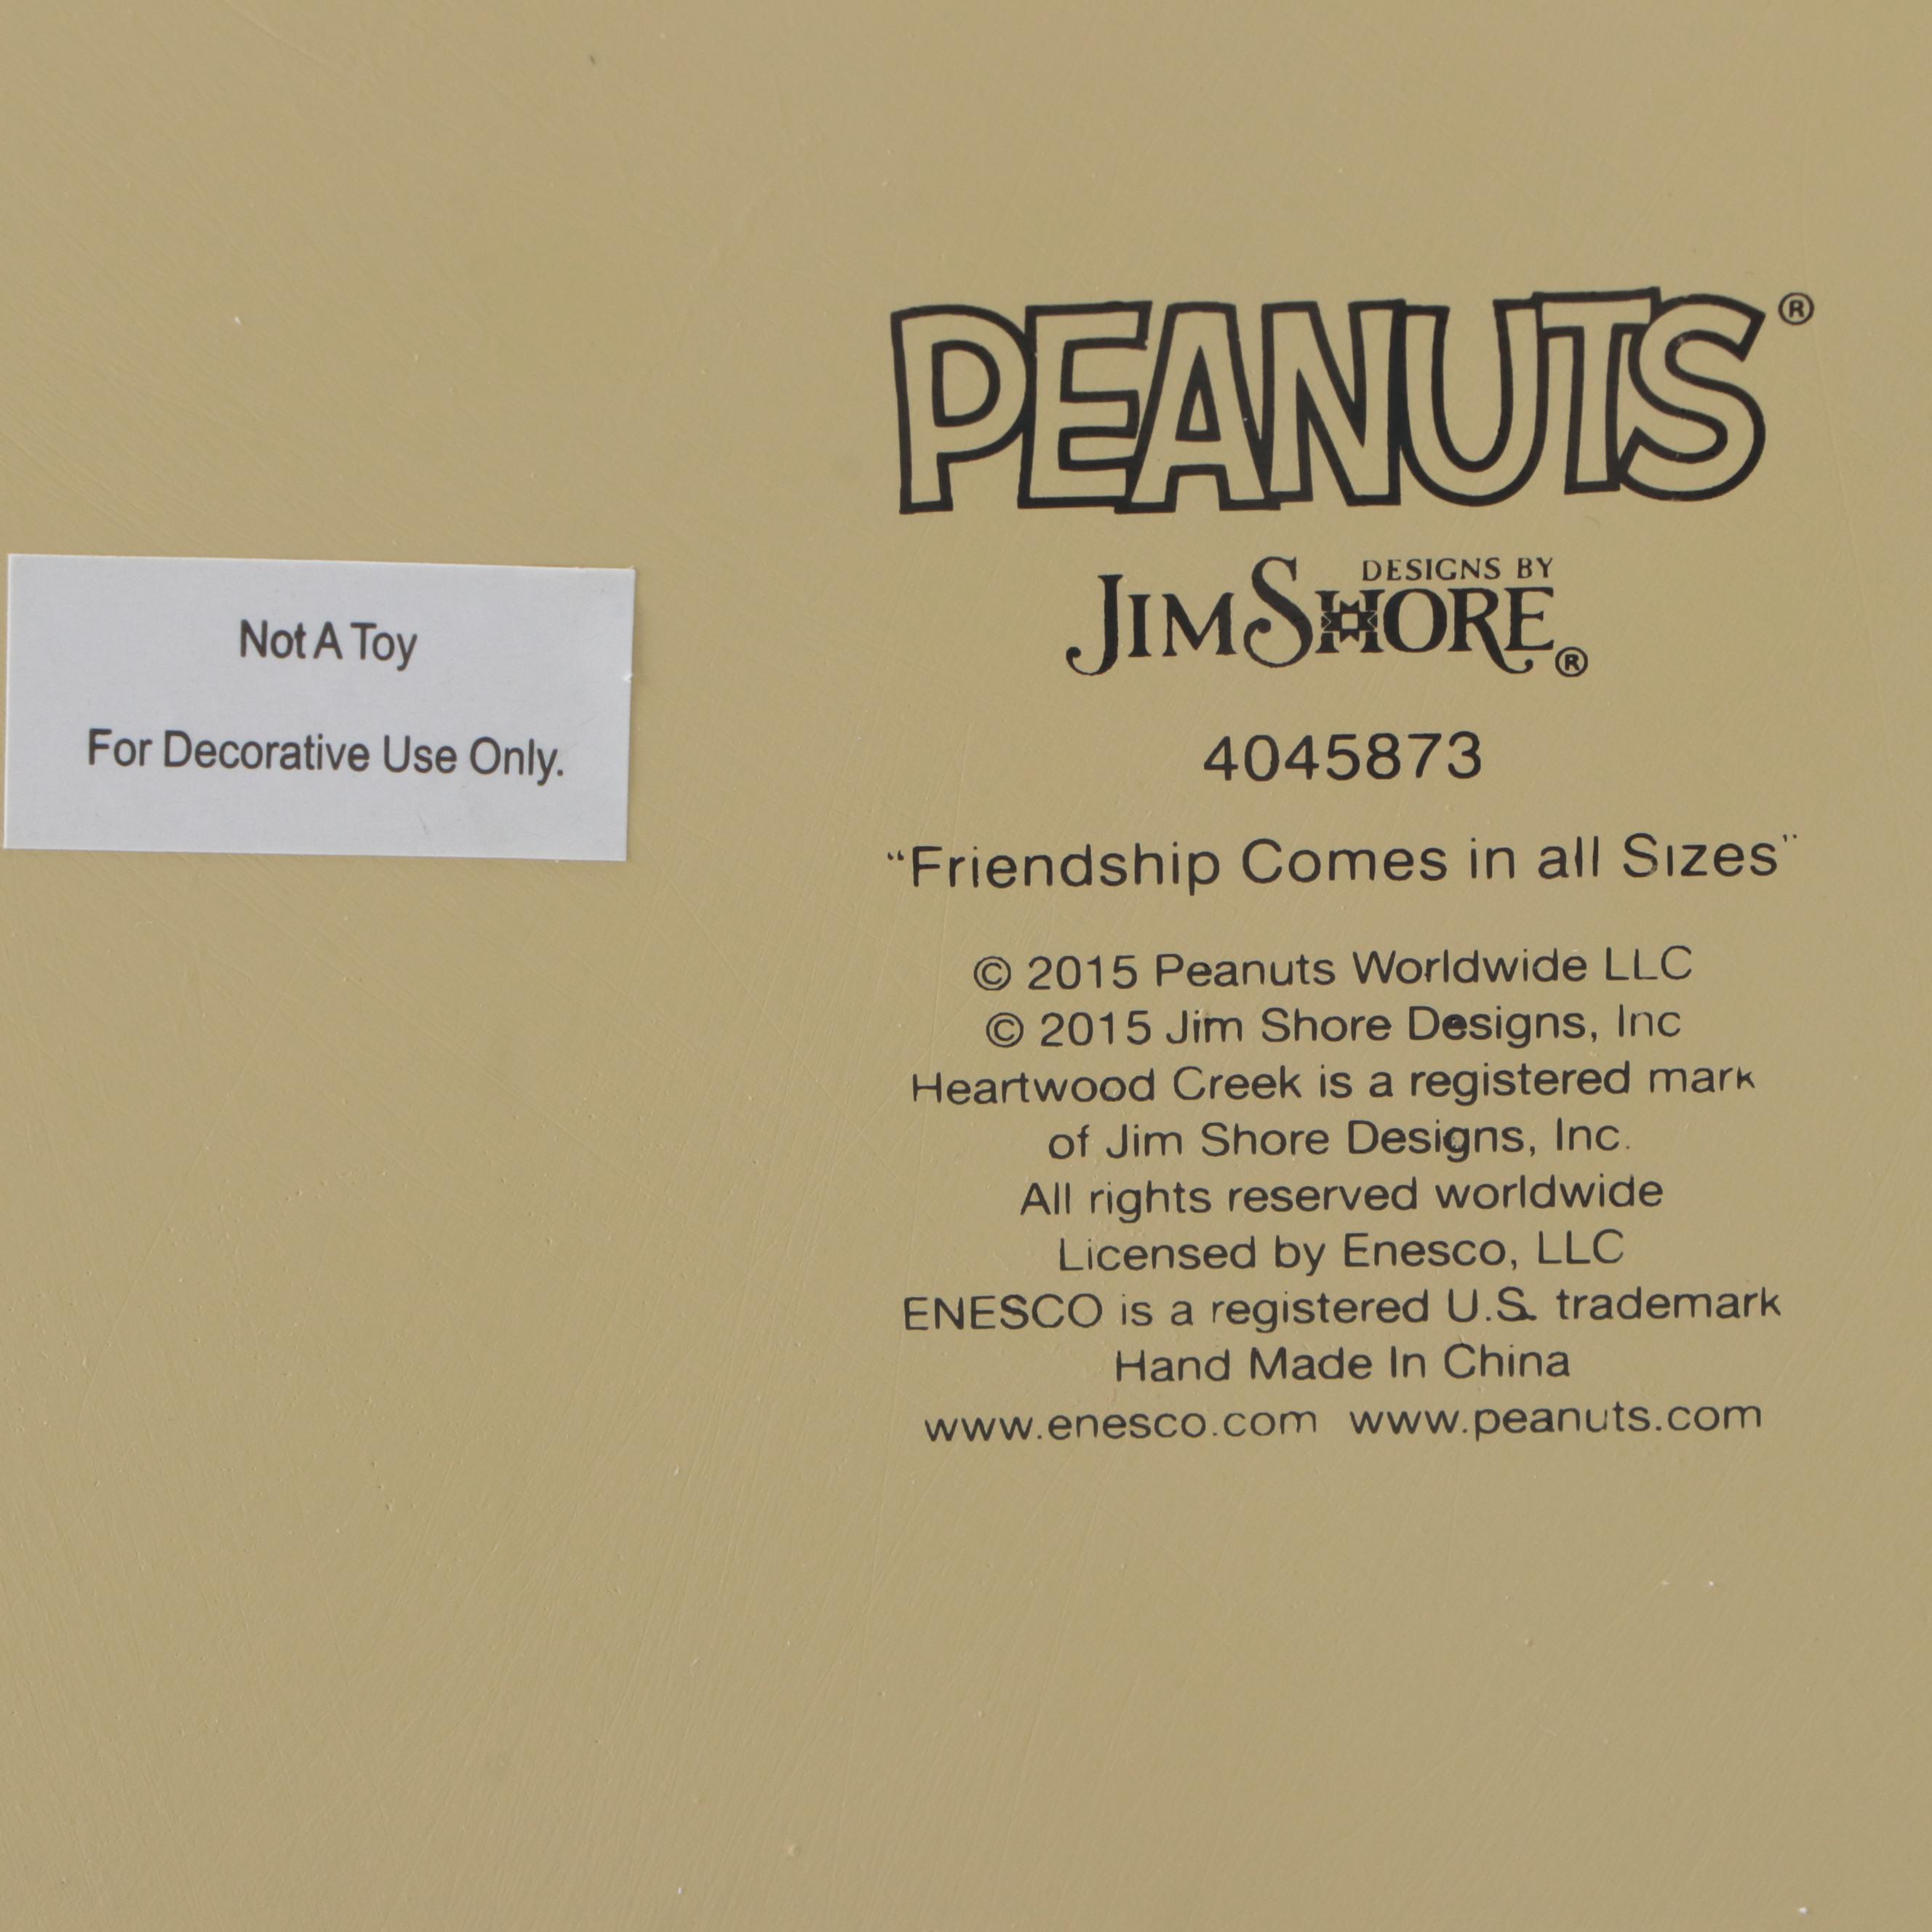 PEANUTS®
DESIGNS BY
JIM SHORE®
4045873
“Friendship Comes in all Sizes”
© 2015 Peanuts Worldwide LLC
© 2015 Jim Shore Designs, Inc
Heartwood Creek is a registered mark
of Jim Shore Designs, Inc.
All rights reserved worldwide
Licensed by Enesco, LLC
ENESCO is a registered U.S. trademark
Hand Made In China
www.enesco.com www.peanuts.com
Not A Toy
For Decorative Use Only.